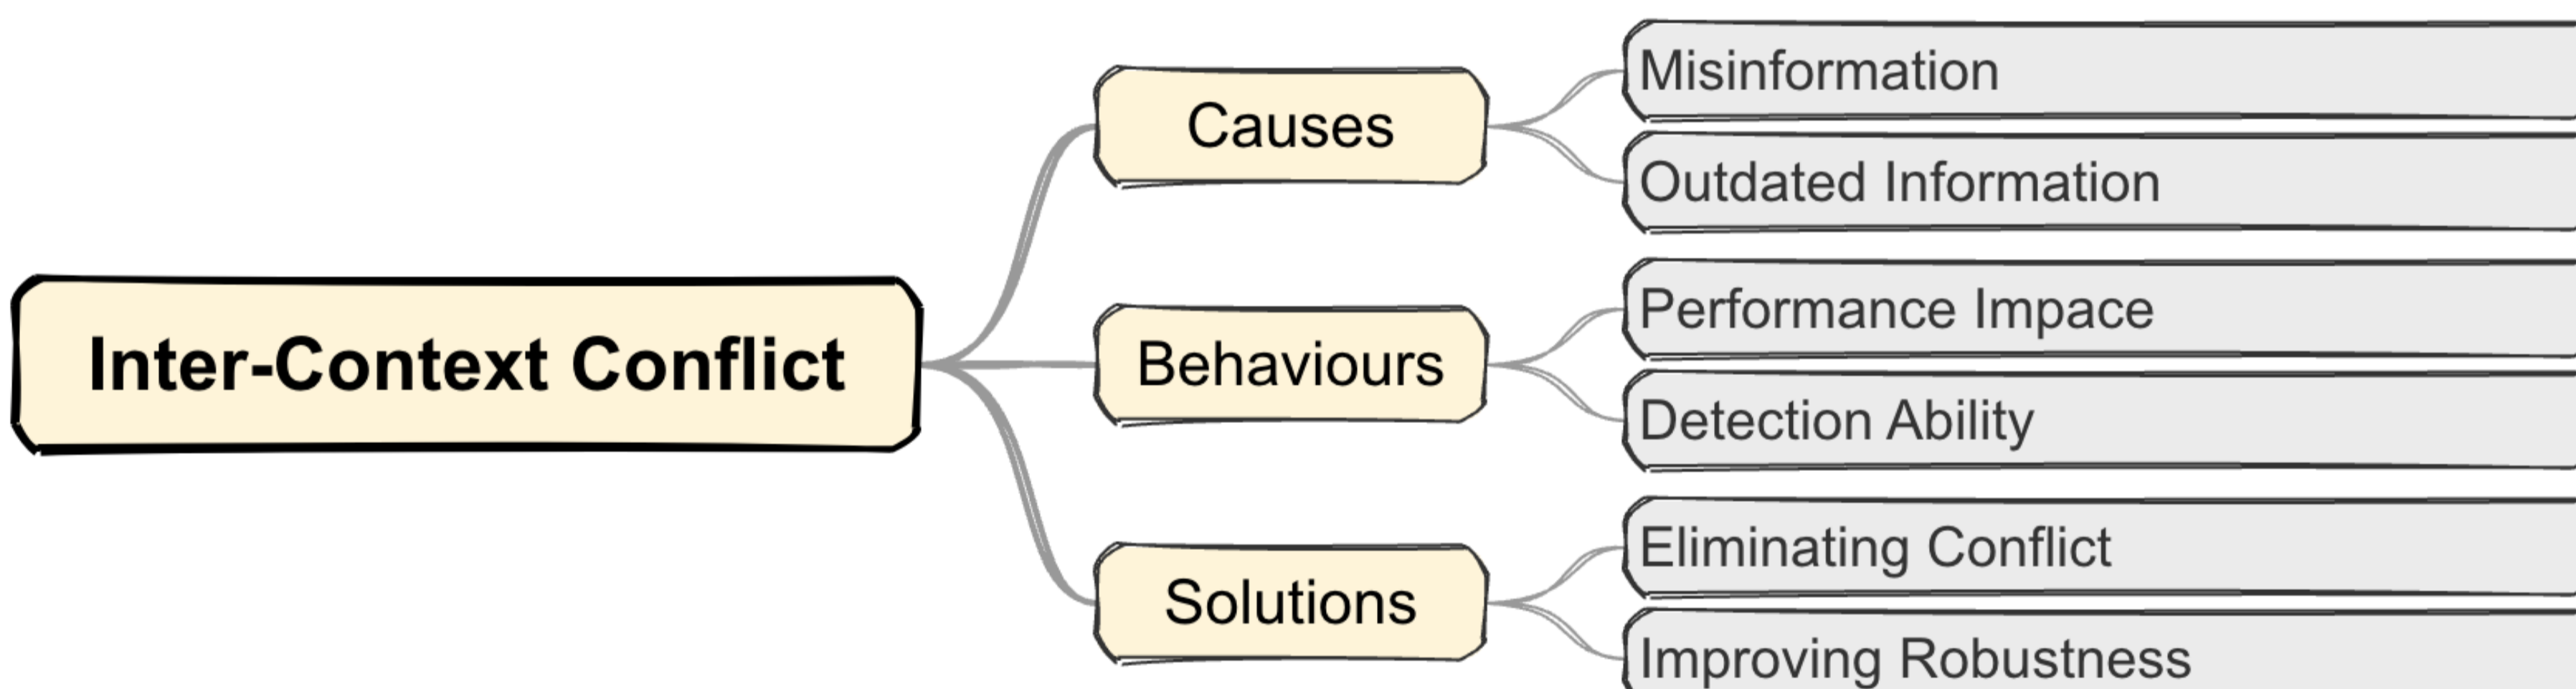 Inter-Context Conflict
Causes
Misinformation
Outdated Information
Behaviours
Performance Impace
Detection Ability
Solutions
Eliminating Conflict
Improving Robustness